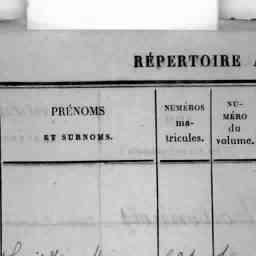 RÉPERTOIRE
PRÉNOMS
ET SURNOMS.
NUMÉROS
ma-
tricules.
NU-
MÉRO
du
volume.